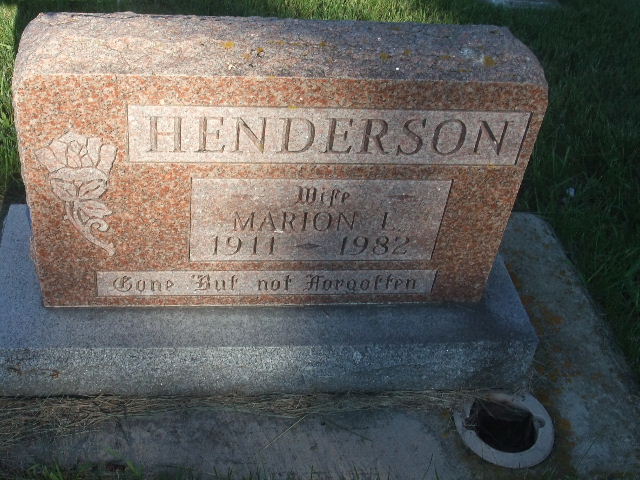 HENDERSON
Wife
MARION L.
1911 1982
Gone But not Forgotten